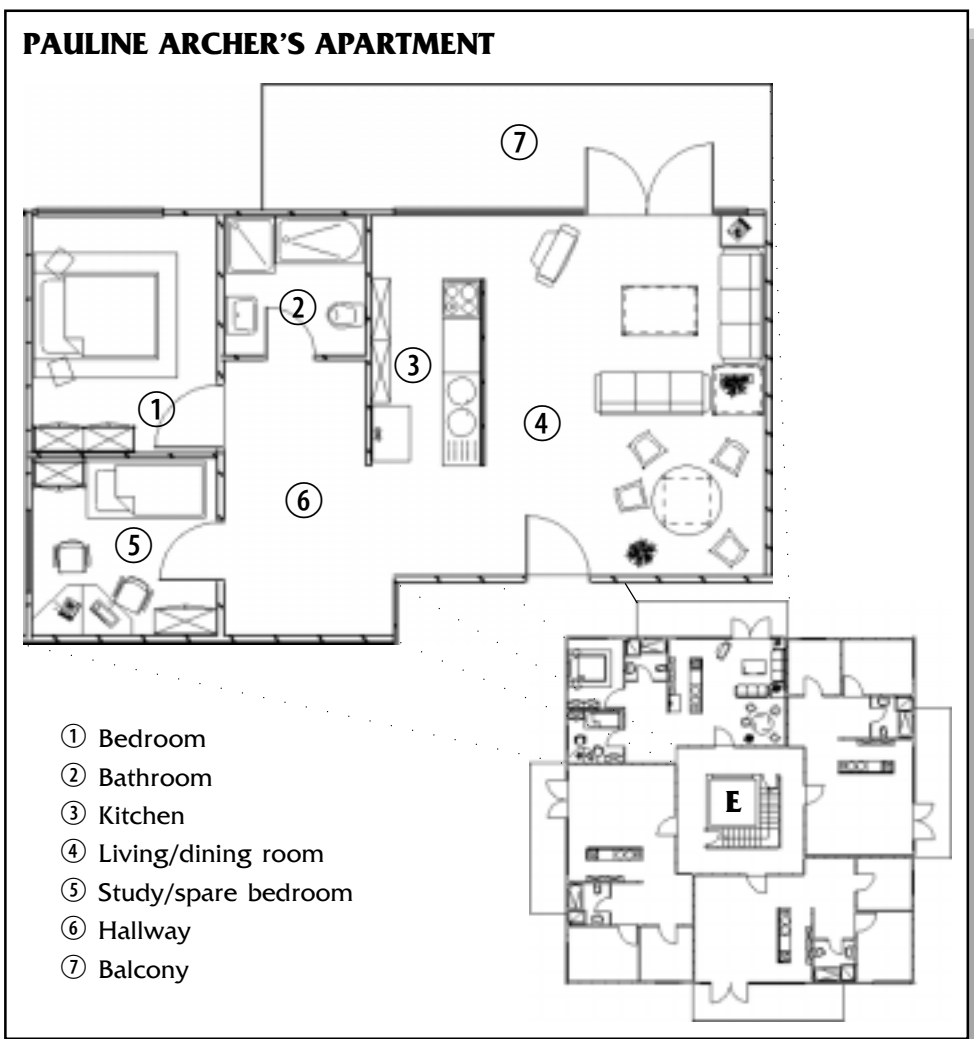 PAULINE ARCHER'S APARTMENT
⑦
②
③
①
④
⑥
⑤
E
① Bedroom
② Bathroom
③ Kitchen
④ Living/dining room
⑤ Study/spare bedroom
⑥ Hallway
⑦ Balcony